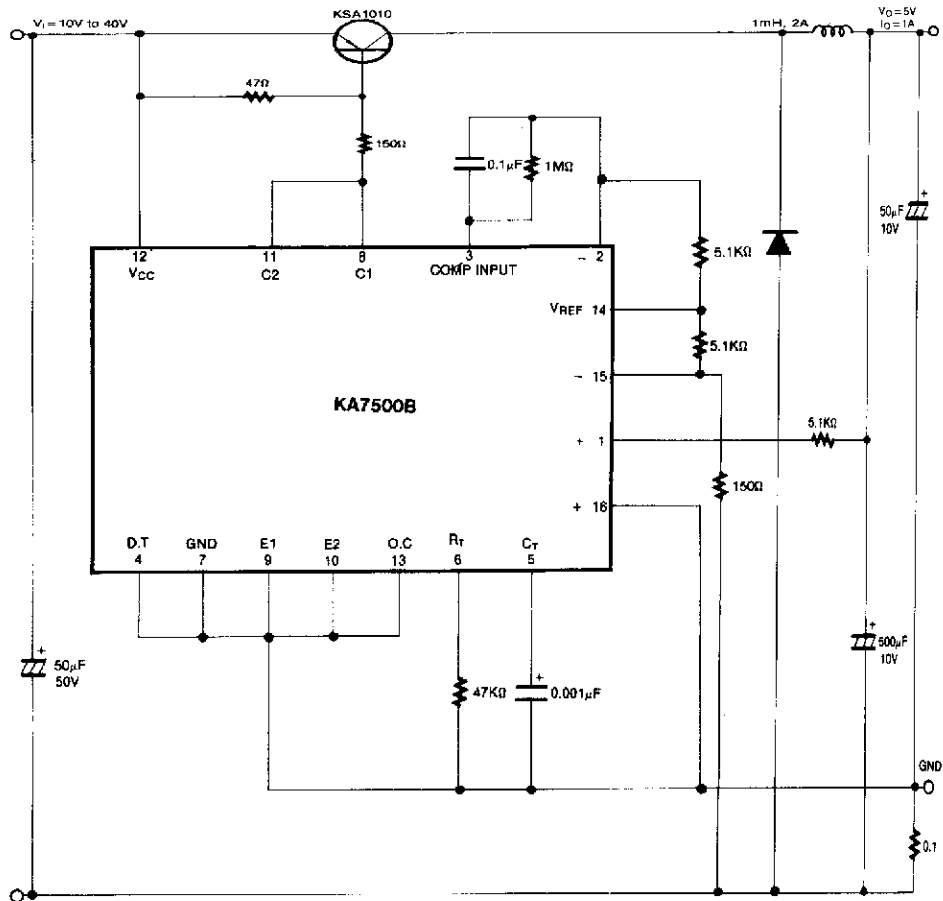 KSA1010
VI = 10V to 40V
1mH, 2A
VO = 5V
IO = 1A
47Ω
150Ω
0.1μF
1MΩ
50μF
10V
12
11
8
3
− 2
VCC
C2
C1
COMP INPUT
5.1KΩ
VREF 14
5.1KΩ
− 15
KA7500B
5.1KΩ
+ 1
150Ω
+ 16
D.T
GND
E1
E2
O.C
RT
CT
4
7
9
10
13
6
5
+
50μF
50V
+
500μF
10V
47KΩ
+
0.001μF
GND
0.1
+